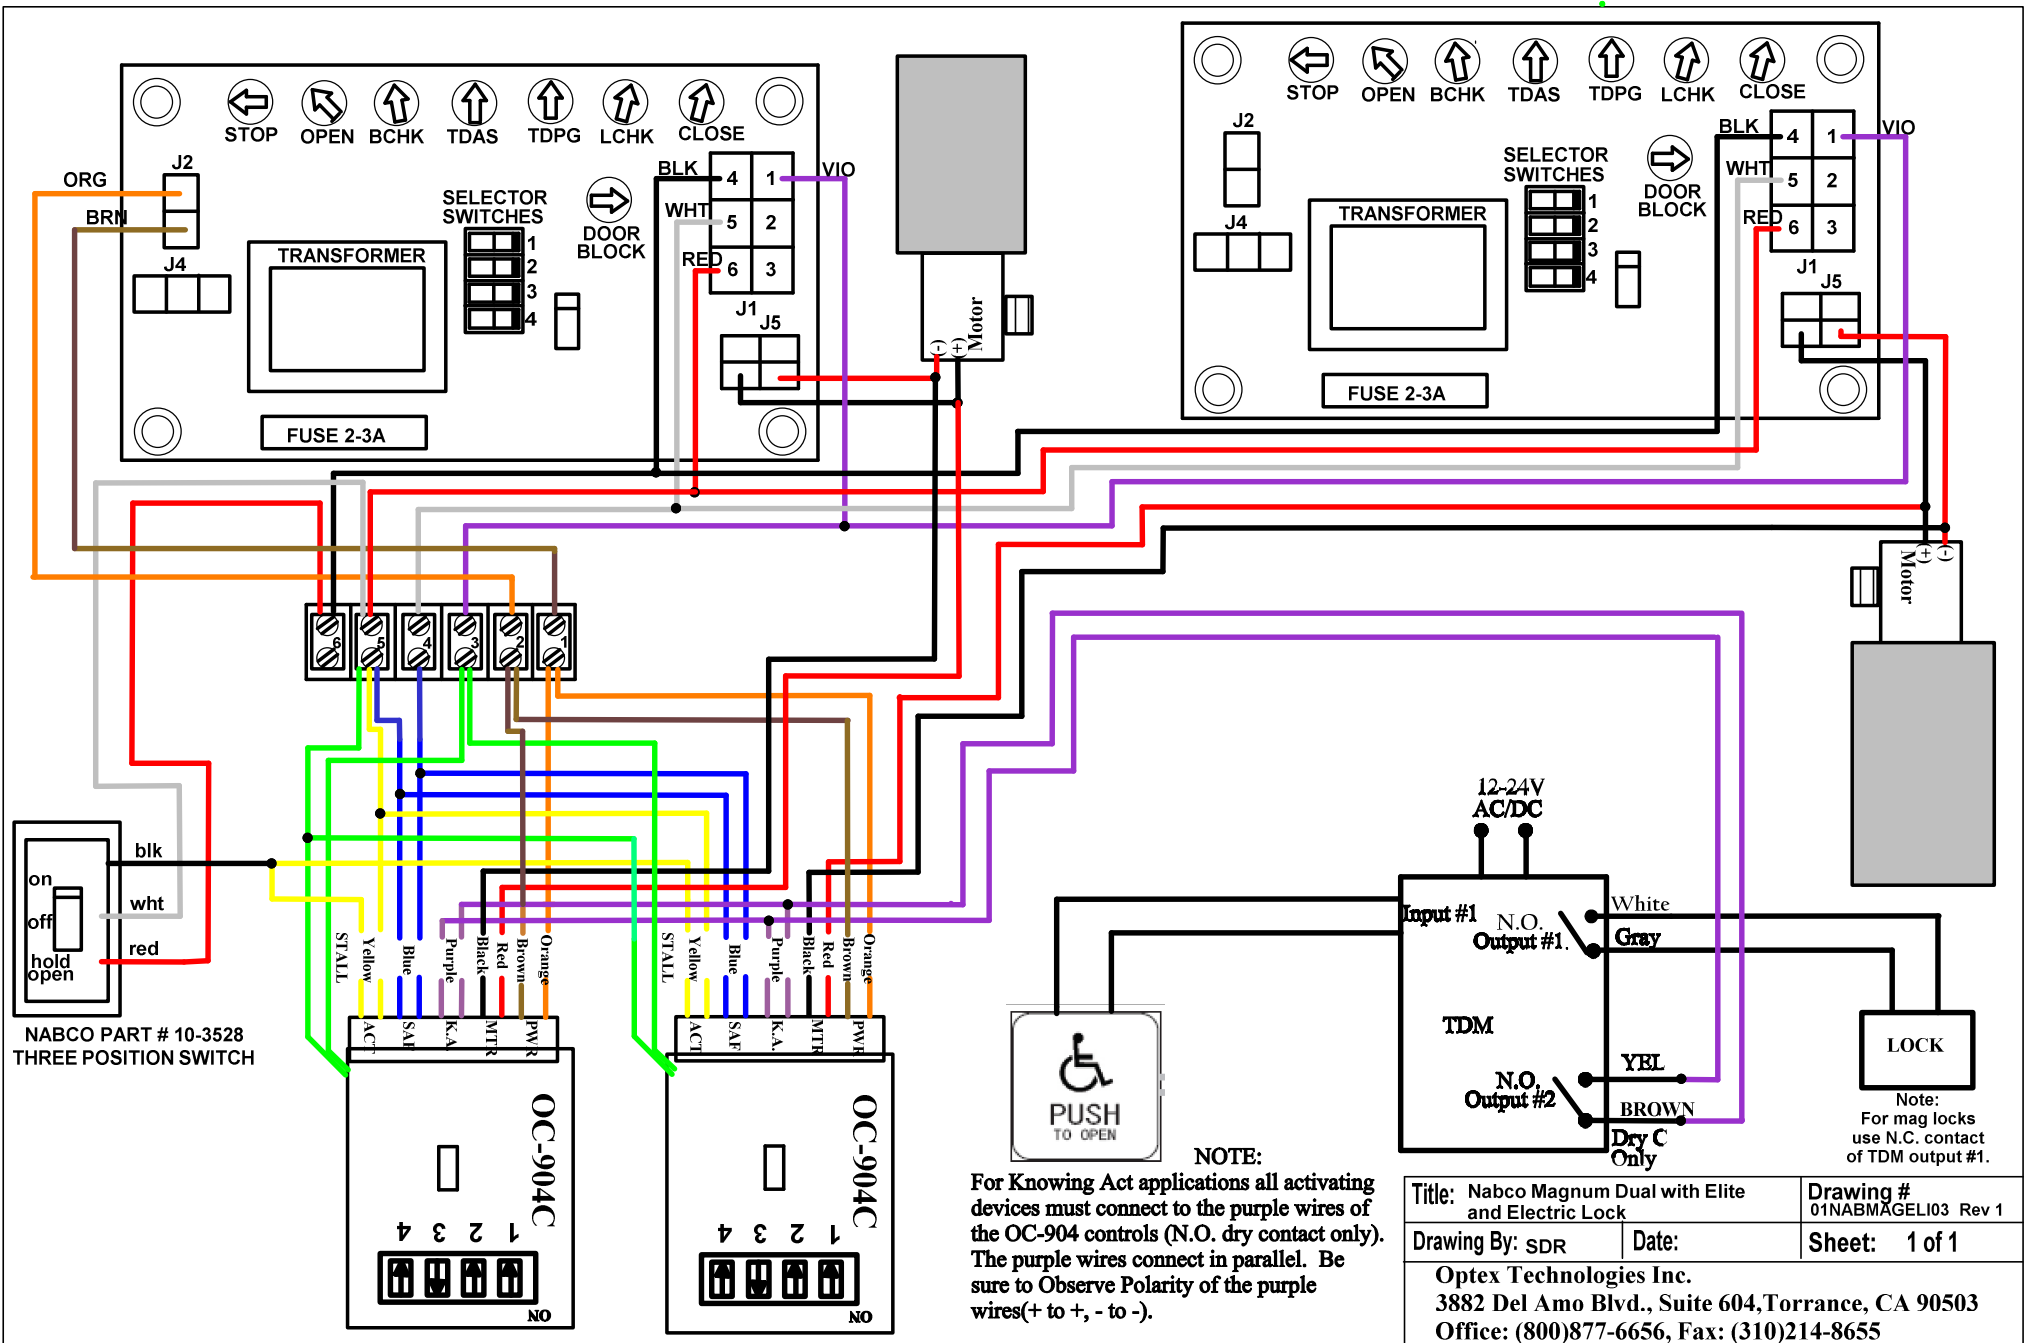 STOP OPEN BCHK TDAS TDPG LCHK CLOSE
J2
ORG
BRN
J4
TRANSFORMER
SELECTOR
SWITCHES
1
2
3
4
DOOR
BLOCK
BLK 4 1 VIO
WHT 5 2
RED 6 3
J1
J5
FUSE 2-3A
(-) (+) Motor
STOP OPEN BCHK TDAS TDPG LCHK CLOSE
J2
J4
TRANSFORMER
SELECTOR
SWITCHES
1
2
3
4
DOOR
BLOCK
BLK 4 1 VIO
WHT 5 2
RED 6 3
J1
J5
FUSE 2-3A
Motor (+) (-)
6 5 4 3 2 1
blk
on
wht
off
red
hold
open
NABCO PART # 10-3528
THREE POSITION SWITCH
STALL Yellow Blue Purple Black Red Brown Orange
ACT SAF K.A. MTR PWR
OC-904C
4 3 2 1
ON
STALL Yellow Blue Purple Black Red Brown Orange
ACT SAF K.A. MTR PWR
OC-904C
4 3 2 1
ON
12-24V
AC/DC
Input #1
N.O.
Output #1.
White
Gray
TDM
N.O.
Output #2
YEL
BROWN
Dry C
Only
LOCK
Note:
For mag locks
use N.C. contact
of TDM output #1.
PUSH
TO OPEN
NOTE:
For Knowing Act applications all activating
devices must connect to the purple wires of
the OC-904 controls (N.O. dry contact only).
The purple wires connect in parallel. Be
sure to Observe Polarity of the purple
wires(+ to +, - to -).
Title: Nabco Magnum Dual with Elite
and Electric Lock
Drawing #
01NABMAGELI03 Rev 1
Drawing By: SDR
Date:
Sheet: 1 of 1
Optex Technologies Inc.
3882 Del Amo Blvd., Suite 604,Torrance, CA 90503
Office: (800)877-6656, Fax: (310)214-8655